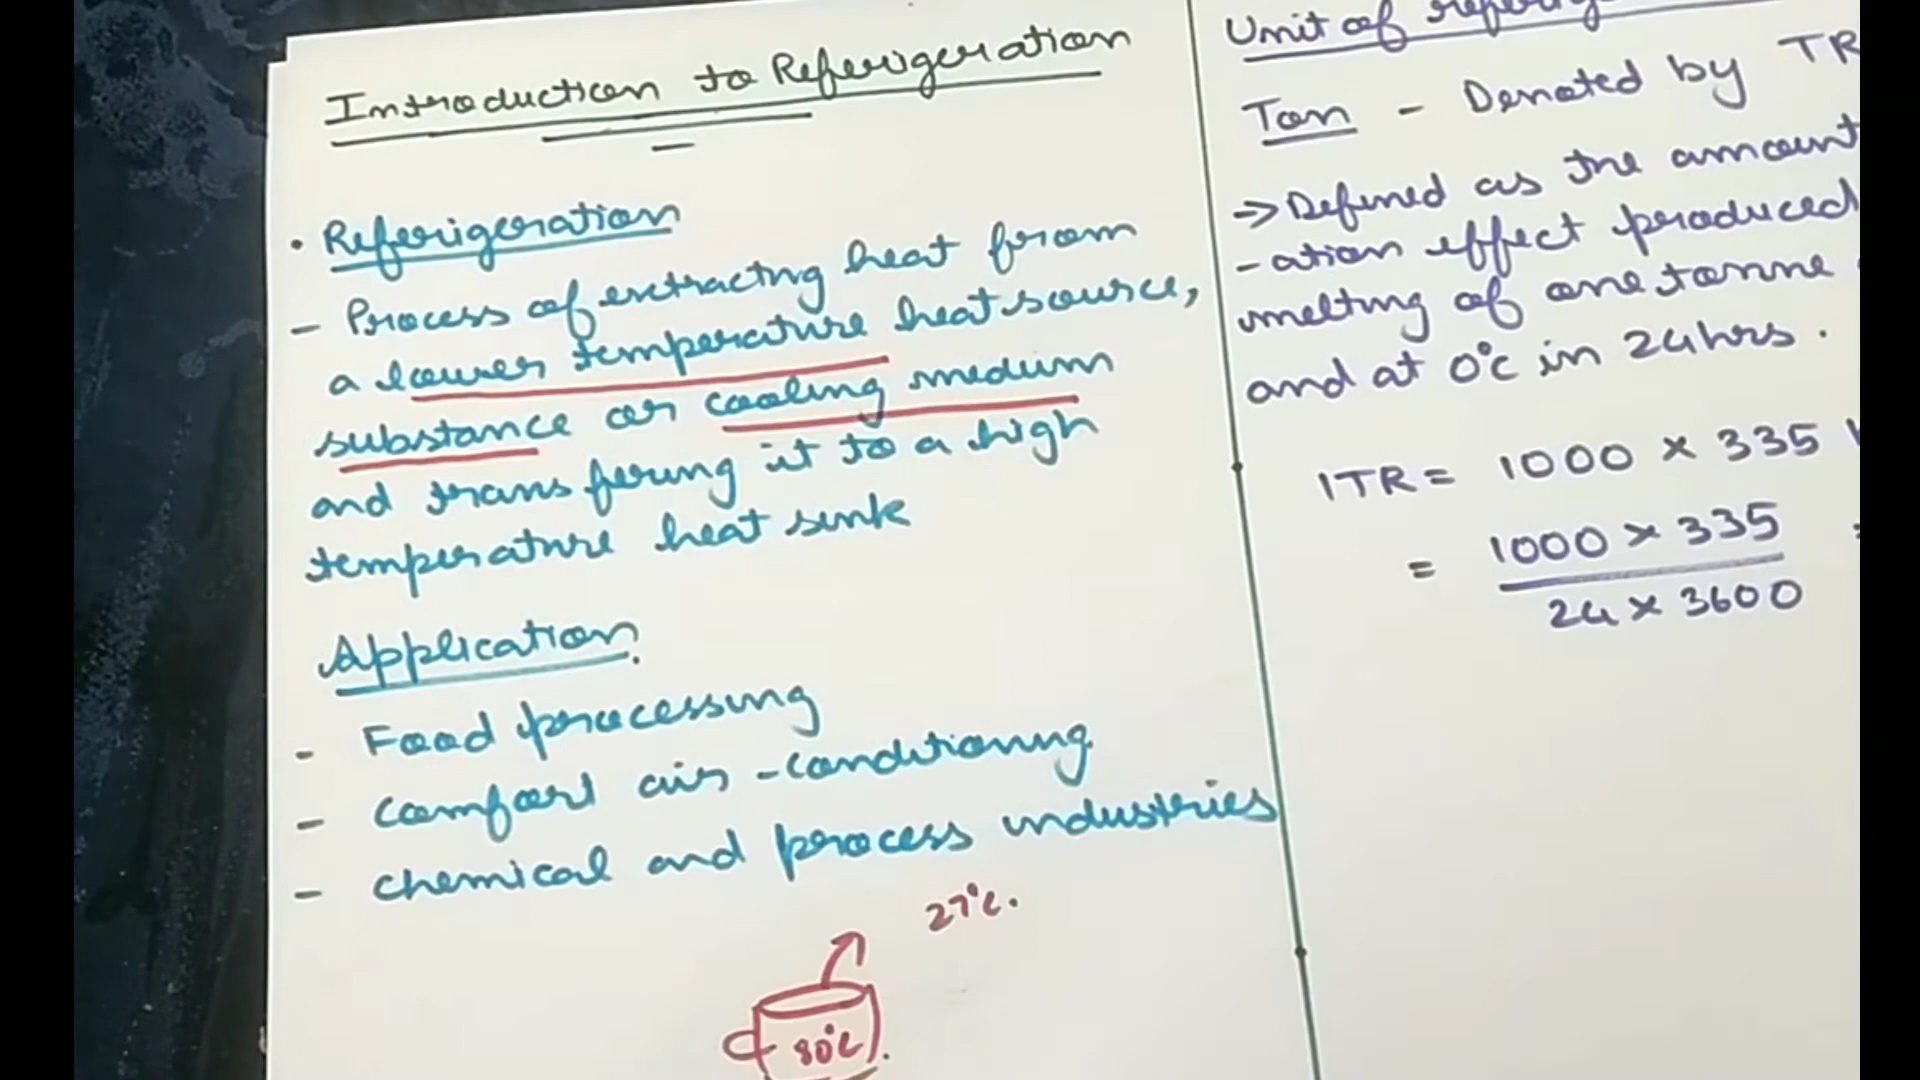 Introduction to Referigeration
• Referigeration
- Process of extracting heat from
a lower temperature heat source,
substance or cooling medium
and transfering it to a high
temperature heat sink
Application.
- Food processing
- comfort air-conditioning
- chemical and process industries
27°c.
80°c.
Unit of
Ton - Denoted by TR
→ Defined as the amount
-ation effect produced
melting of one tonne
and at 0°c in 24hrs.
1TR = 1000 × 335
= 1000 × 335
24 × 3600